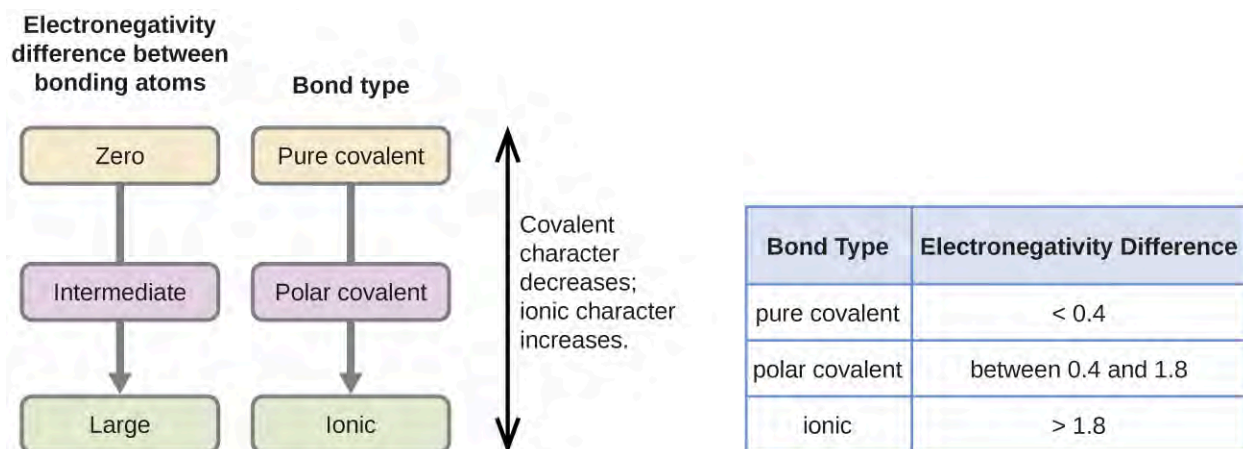 Electronegativity
difference between
bonding atoms
Bond type
Zero
Pure covalent
Intermediate
Polar covalent
Large
Ionic
Covalent
character
decreases;
ionic character
increases.
Bond Type Electronegativity Difference
pure covalent < 0.4
polar covalent between 0.4 and 1.8
ionic > 1.8